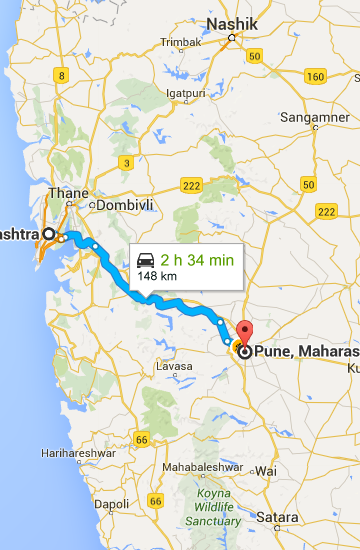 Nashik
Trimbak
8
Igatpuri
50
160
Sangamner
3
Thane
Dombivli
222
50
222
ashtra
2 h 34 min
148 km
Pune, Maharas
Ku
Lavasa
66
Harihareshwar
Mahabaleshwar
Wai
Koyna
Wildlife
Sanctuary
Dapoli
66
Satara